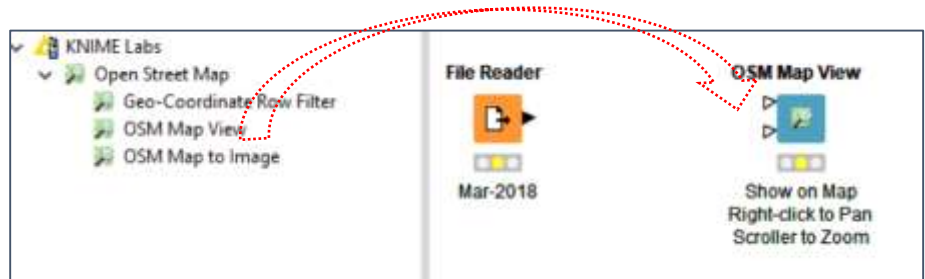 KNIME Labs
Open Street Map
Geo-Coordinate Row Filter
OSM Map View
OSM Map to Image
File Reader
Mar-2018
OSM Map View
Show on Map
Right-click to Pan
Scroller to Zoom